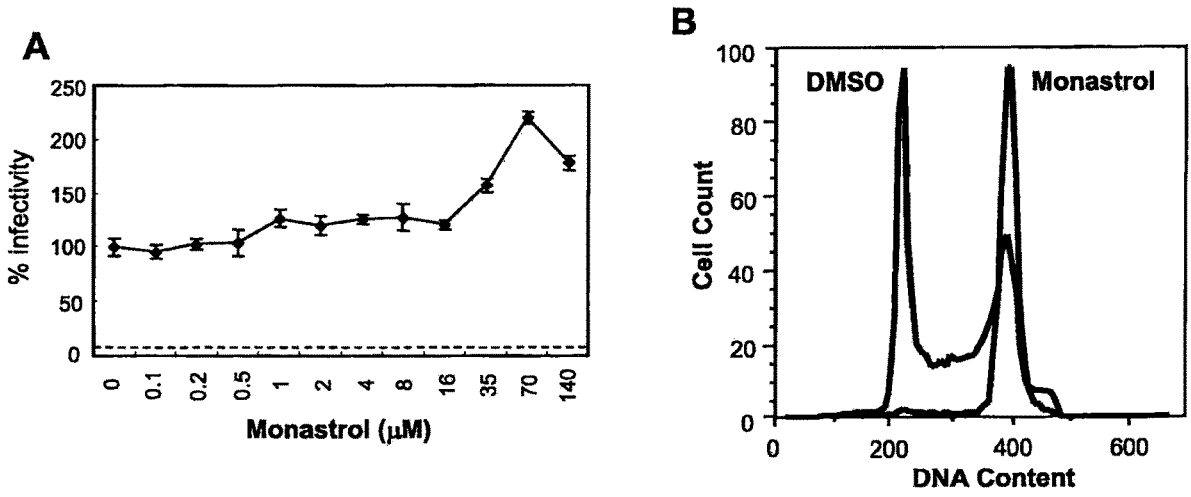 A
% Infectivity
250
200
150
100
50
0
0 0.1 0.2 0.5 1 2 4 8 16 35 70 140
Monastrol (μM)
B
Cell Count
100
80
60
40
20
0
DMSO Monastrol
0 200 400 600
DNA Content